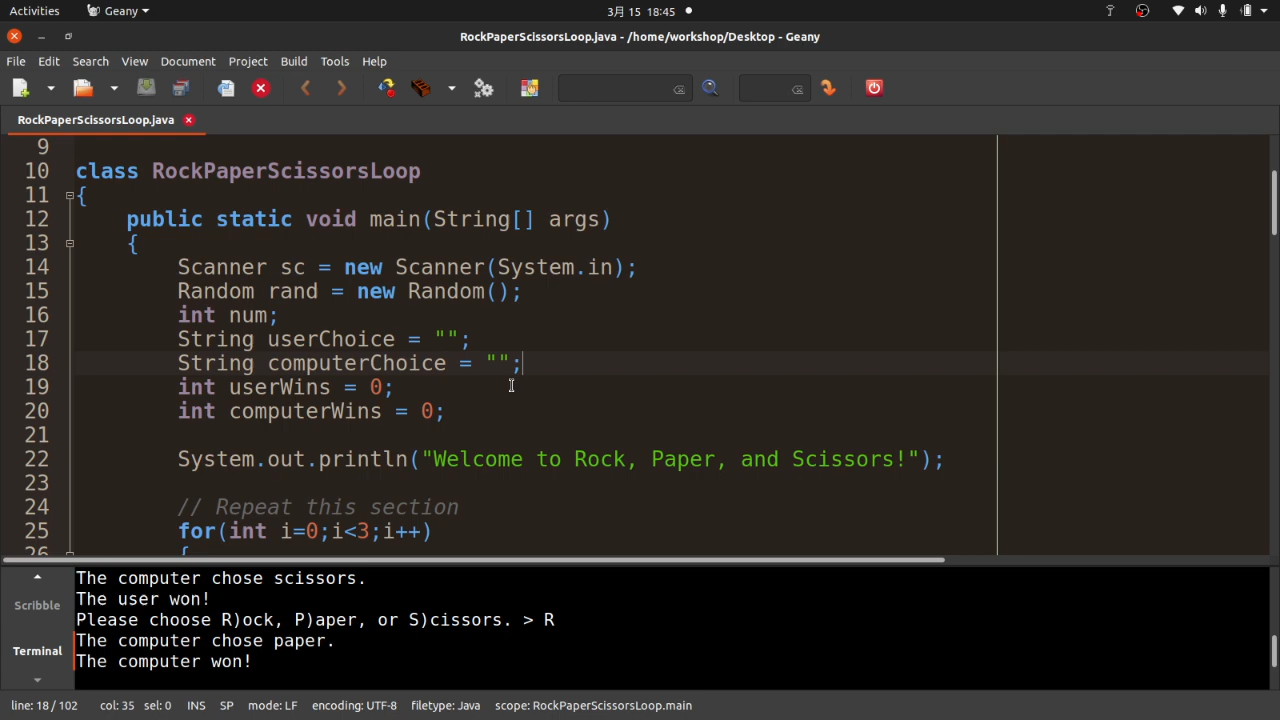 Activities Geany 3月 15 18:45
RockPaperScissorsLoop.java - /home/workshop/Desktop - Geany
File Edit Search View Document Project Build Tools Help
RockPaperScissorsLoop.java
9
10 class RockPaperScissorsLoop
11 {
12 public static void main(String[] args)
13 {
14 Scanner sc = new Scanner(System.in);
15 Random rand = new Random();
16 int num;
17 String userChoice = "";
18 String computerChoice = "";
19 int userWins = 0;
20 int computerWins = 0;
21
22 System.out.println("Welcome to Rock, Paper, and Scissors!");
23
24 // Repeat this section
25 for(int i=0;i<3;i++)
26 {
The computer chose scissors.
Scribble
The user won!
Please choose R)ock, P)aper, or S)cissors. > R
The computer chose paper.
Terminal
The computer won!
line: 18 / 102 col: 35 sel: 0 INS SP mode: LF encoding: UTF-8 filetype: Java scope: RockPaperScissorsLoop.main